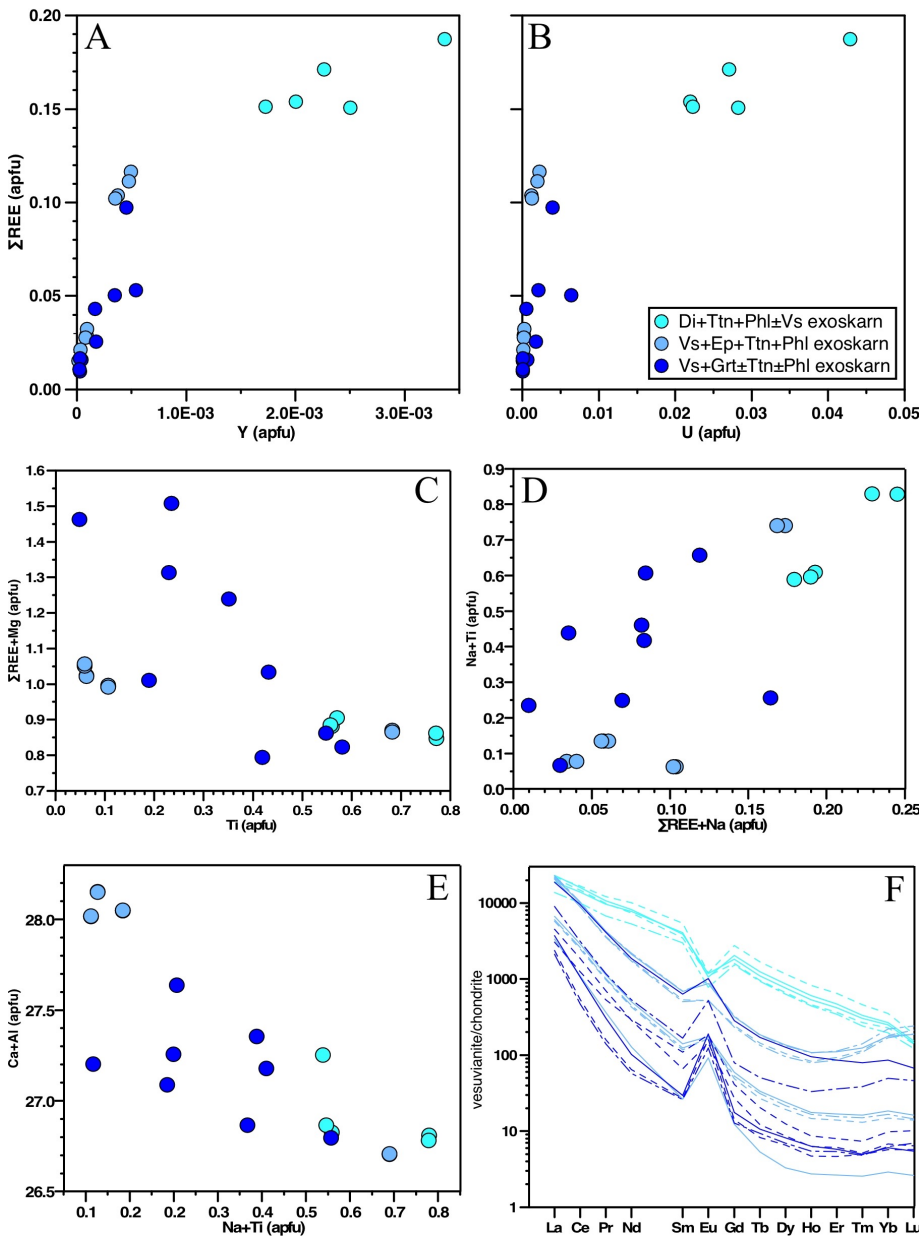 A
B
0.20
0.15
0.10
0.05
0.00
ΣREE (apfu)
0
1.0E-03
2.0E-03
3.0E-03
Y (apfu)
Di+Ttn+Phl±Vs exoskarn
Vs+Ep+Ttn+Phl exoskarn
Vs+Grt±Ttn±Phl exoskarn
0.00
0.01
0.02
0.03
0.04
0.05
U (apfu)
C
1.6
1.5
1.4
1.3
1.2
1.1
1.0
0.9
0.8
0.7
ΣREE+Mg (apfu)
0.0
0.1
0.2
0.3
0.4
0.5
0.6
0.7
0.8
Ti (apfu)
D
0.9
0.8
0.7
0.6
0.5
0.4
0.3
0.2
0.1
0.0
Na+Ti (apfu)
0.00
0.05
0.10
0.15
0.20
0.25
ΣREE+Na (apfu)
E
28.0
27.5
27.0
26.5
Ca+Al (apfu)
0.1
0.1
0.2
0.3
0.4
0.4
0.5
0.6
0.7
0.8
Na+Ti (apfu)
F
10000
1000
100
10
1
vesuvianite/chondrite
La Ce Pr Nd Sm Eu Gd Tb Dy Ho Er Tm Yb Lu